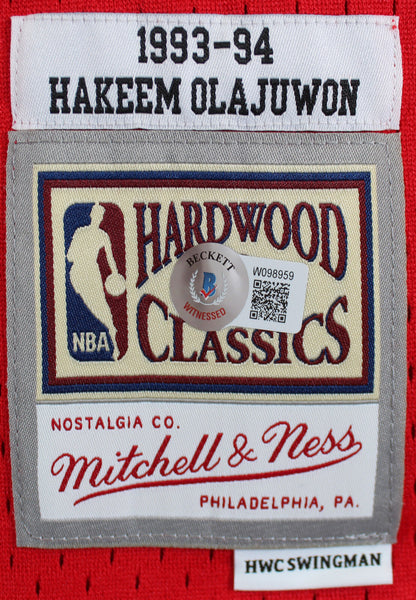 1993-94
HAKEEM OLAJUWON
HARDWOOD
BECKETT
B
WITNESSED
W098959
NBA
CLASSICS
NOSTALGIA CO.
Mitchell & Ness
PHILADELPHIA, PA.
HWC SWINGMAN